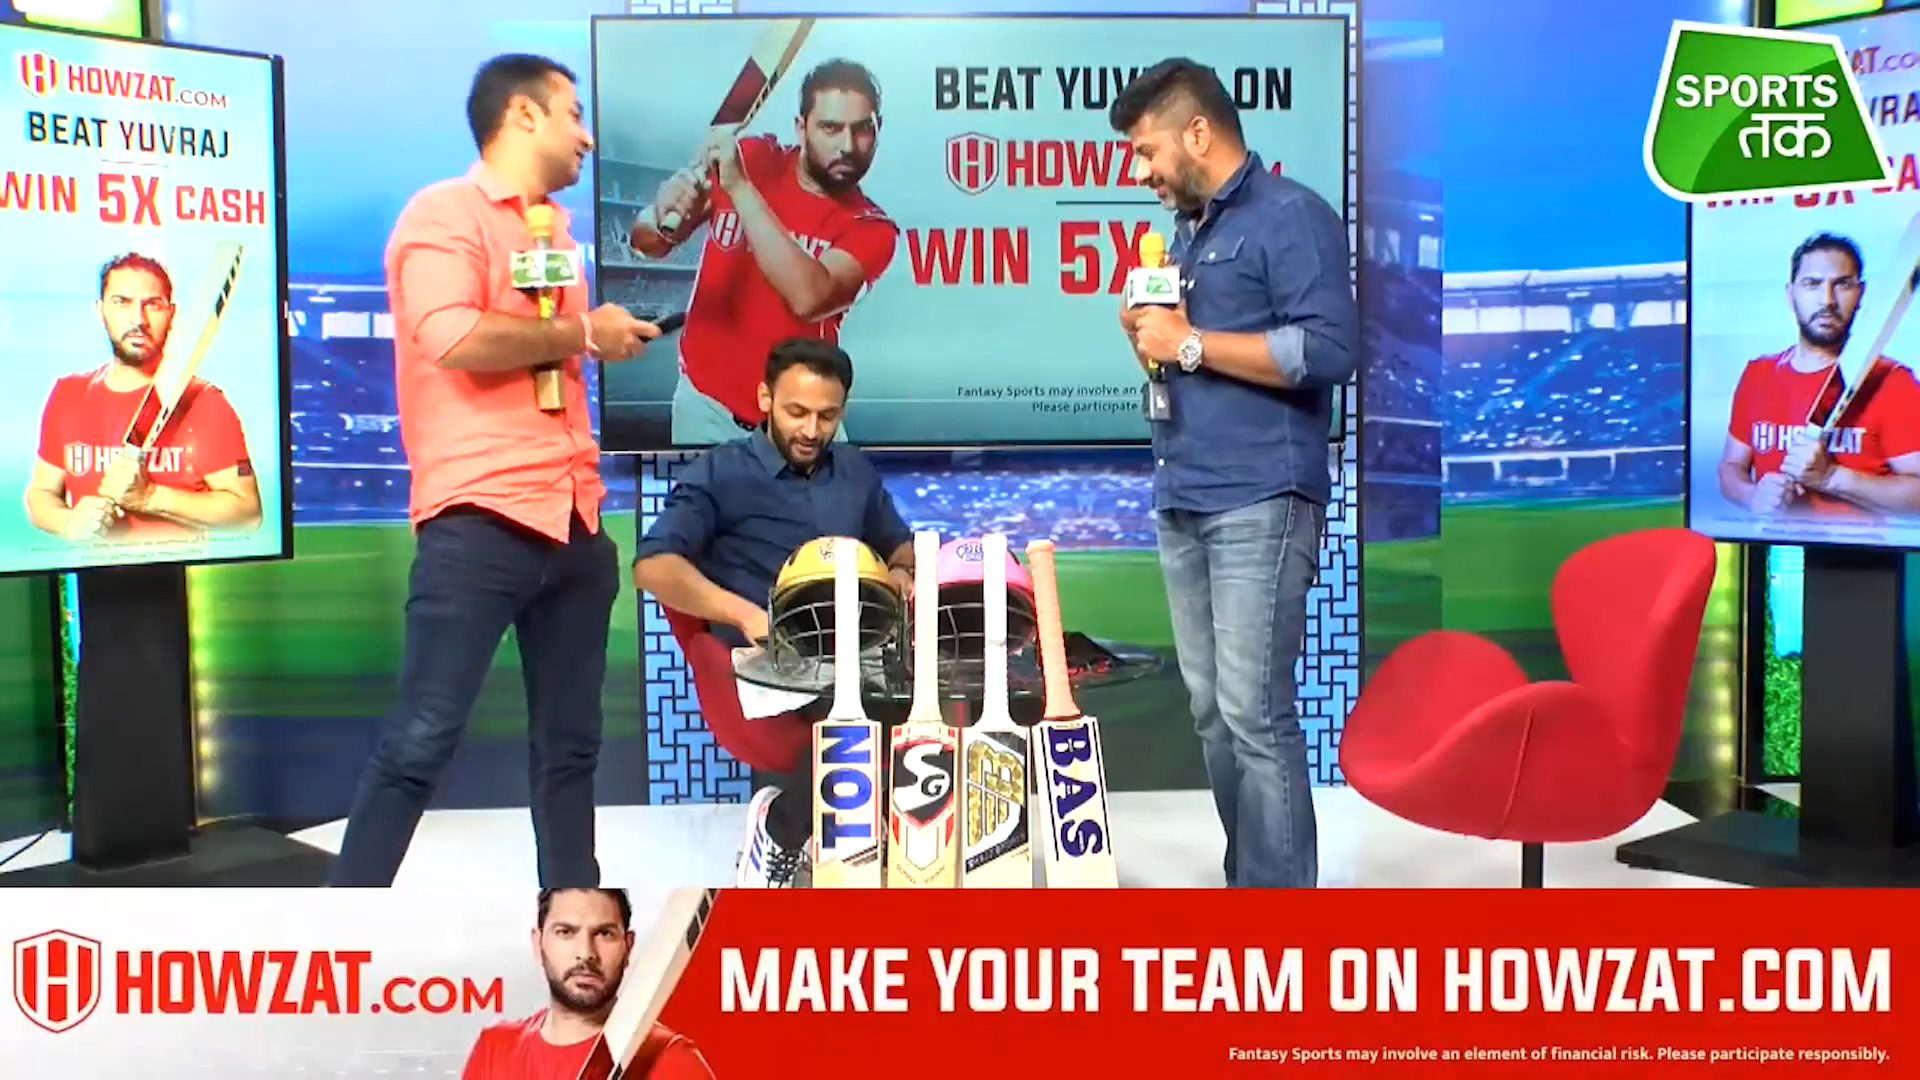 HOWZAT.COM
BEAT YUVRAJ
WIN 5X CASH
HOWZAT
BEAT YUV ON
HOWZ
WIN 5X
Fantasy Sports may involve an
Please participate
SPORTS
तक
HOWZAT
TON
SG
BAS
HOWZAT.COM
MAKE YOUR TEAM ON HOWZAT.COM
Fantasy Sports may involve an element of financial risk. Please participate responsibly.